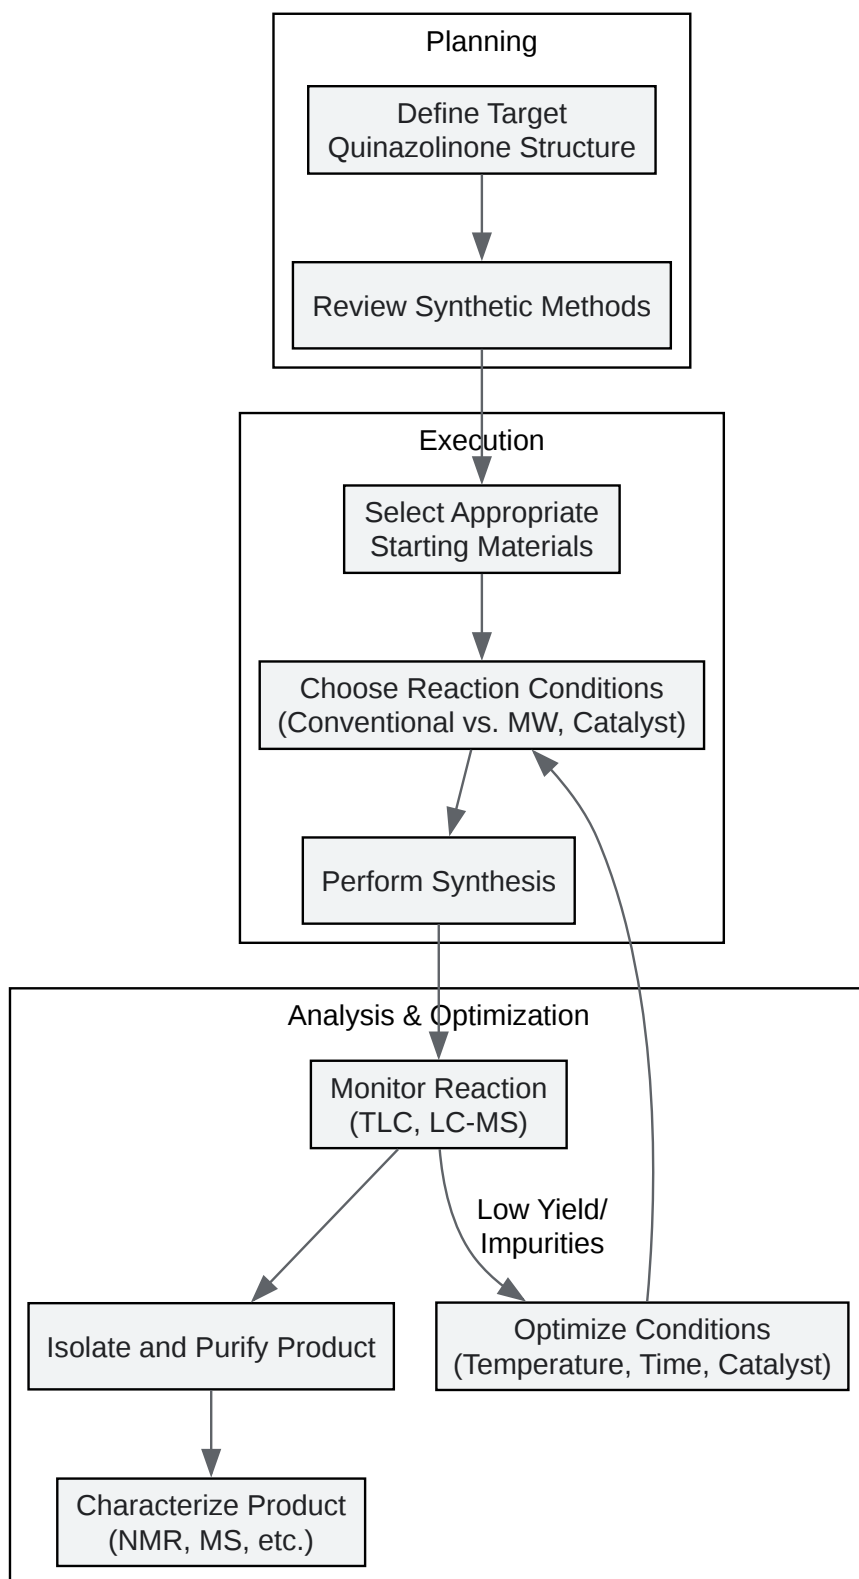 Planning
Define Target
Quinazolinone Structure
Review Synthetic Methods
Execution
Select Appropriate
Starting Materials
Choose Reaction Conditions
(Conventional vs. MW, Catalyst)
Perform Synthesis
Analysis & Optimization
Monitor Reaction
(TLC, LC-MS)
Low Yield/
Impurities
Isolate and Purify Product
Optimize Conditions
(Temperature, Time, Catalyst)
Characterize Product
(NMR, MS, etc.)